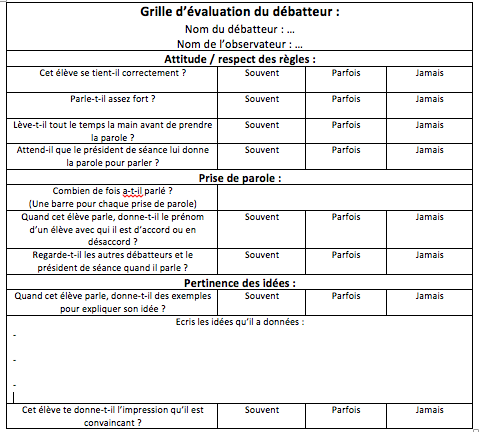 Grille d’évaluation du débatteur :
Nom du débatteur : …
Nom de l’observateur : …
Attitude / respect des règles :
Cet élève se tient-il correctement ? Souvent Parfois Jamais
Parle-t-il assez fort ? Souvent Parfois Jamais
Lève-t-il tout le temps la main avant de prendre Souvent Parfois Jamais
la parole ?
Attend-il que le président de séance lui donne Souvent Parfois Jamais
la parole pour parler ?
Prise de parole :
Combien de fois a-t-il parlé ?
(Une barre pour chaque prise de parole)
Quand cet élève parle, donne-t-il le prénom Souvent Parfois Jamais
d’un élève avec qui il est d’accord ou en
désaccord ?
Regarde-t-il les autres débatteurs et le Souvent Parfois Jamais
président de séance quand il parle ?
Pertinence des idées :
Quand cet élève parle, donne-t-il des exemples Souvent Parfois Jamais
pour expliquer son idée ?
Ecris les idées qu’il a données :
-
-
-
Cet élève te donne-t-il l’impression qu’il est Souvent Parfois Jamais
convaincant ?